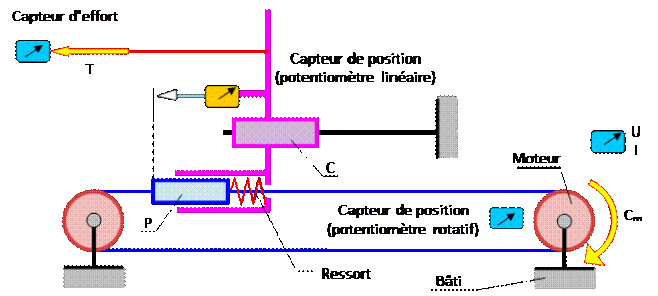 Capteur d"effort
T
Capteur de position
(potentiomètre linéaire)
U
I
C
Moteur
P
Capteur de position
(potentiomètre rotatif)
Cm
Ressort
Bâti